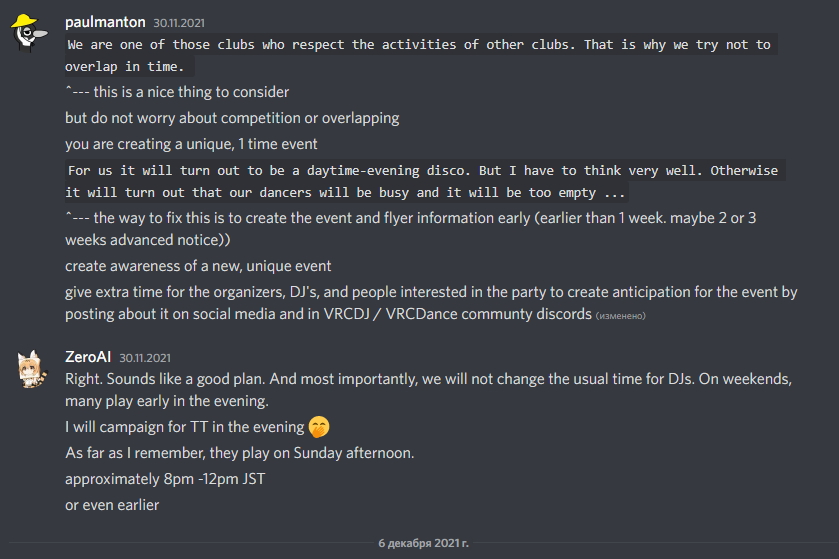 paulmanton 30.11.2021
We are one of those clubs who respect the activities of other clubs. That is why we try not to
overlap in time.
^--- this is a nice thing to consider
but do not worry about competition or overlapping
you are creating a unique, 1 time event
For us it will turn out to be a daytime-evening disco. But I have to think very well. Otherwise
it will turn out that our dancers will be busy and it will be too empty ...
^--- the way to fix this is to create the event and flyer information early (earlier than 1 week. maybe 2 or 3
weeks advanced notice))
create awareness of a new, unique event
give extra time for the organizers, DJ's, and people interested in the party to create anticipation for the event by
posting about it on social media and in VRCDJ / VRCDance communty discords (изменено)
ZeroAI 30.11.2021
Right. Sounds like a good plan. And most importantly, we will not change the usual time for DJs. On weekends,
many play early in the evening.
I will campaign for TT in the evening 🤭
As far as I remember, they play on Sunday afternoon.
approximately 8pm -12pm JST
or even earlier
6 декабря 2021 г.